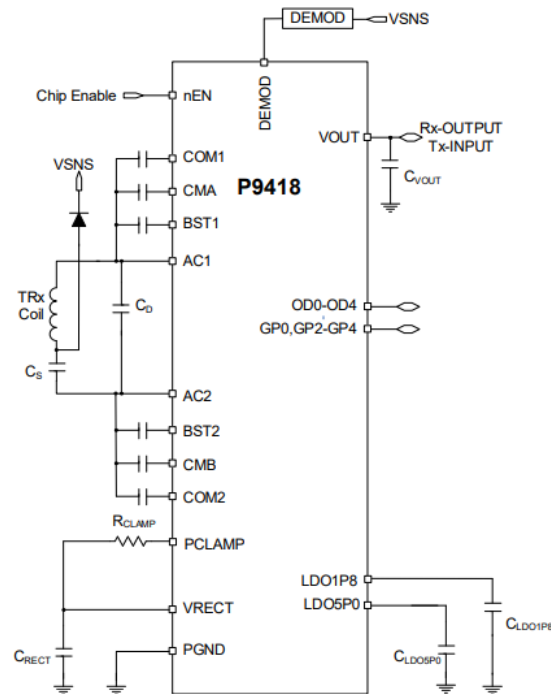 DEMOD
VSNS
Chip Enable
nEN
DEMOD
VOUT
Rx-OUTPUT
Tx-INPUT
VSNS
COM1
CVOUT
CMA
P9418
BST1
AC1
TRx
Coil
CD
OD0-OD4
GP0,GP2-GP4
CS
AC2
BST2
CMB
COM2
RCLAMP
PCLAMP
LDO1P8
VRECT
LDO5P0
CLDO1P8
CRECT
PGND
CLDO5P0